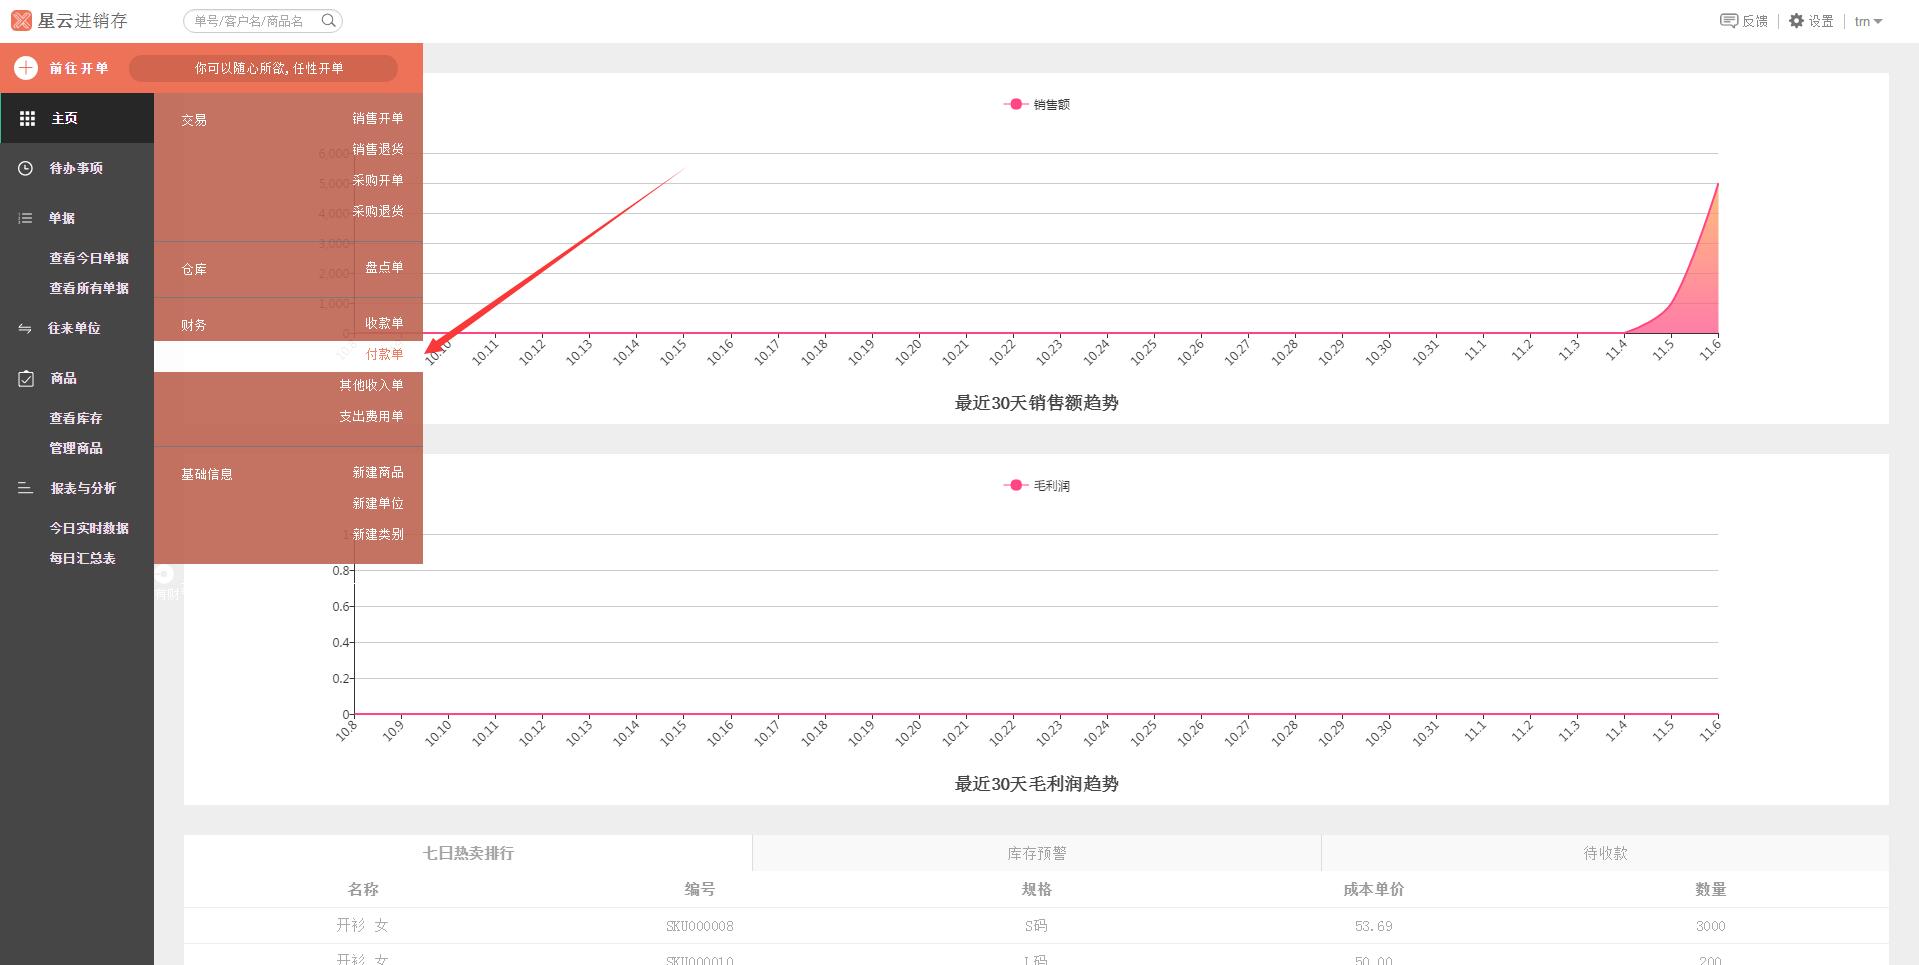 星云进销存
单号/客户名/商品名
反馈
设置
trn
前往开单
你可以随心所欲,任性开单
主页
待办事项
单据
查看今日单据
查看所有单据
往来单位
商品
查看库存
管理商品
报表与分析
今日实时数据
每日汇总表
交易
销售开单
销售退货
采购开单
采购退货
仓库
盘点单
财务
收款单
付款单
其他收入单
支出费用单
基础信息
新建商品
新建单位
新建类别
销售额
6,000
5,000
4,000
3,000
2,000
1,000
0
10.10 10.11 10.12 10.13 10.14 10.15 10.16 10.17 10.18 10.19 10.20 10.21 10.22 10.23 10.24 10.25 10.26 10.27 10.28 10.29 10.30 10.31 11.1 11.2 11.3 11.4 11.5 11.6
最近30天销售额趋势
毛利润
1
0.8
0.6
0.4
0.2
0
10.8 10.9 10.10 10.11 10.12 10.13 10.14 10.15 10.16 10.17 10.18 10.19 10.20 10.21 10.22 10.23 10.24 10.25 10.26 10.27 10.28 10.29 10.30 10.31 11.1 11.2 11.3 11.4 11.5 11.6
最近30天毛利润趋势
七日热卖排行 库存预警 待收款
名称 编号 规格 成本单价 数量
开衫 女 SKU000008 S码 53.69 3000
开衫 女 SKU000010 L码 50.00 200